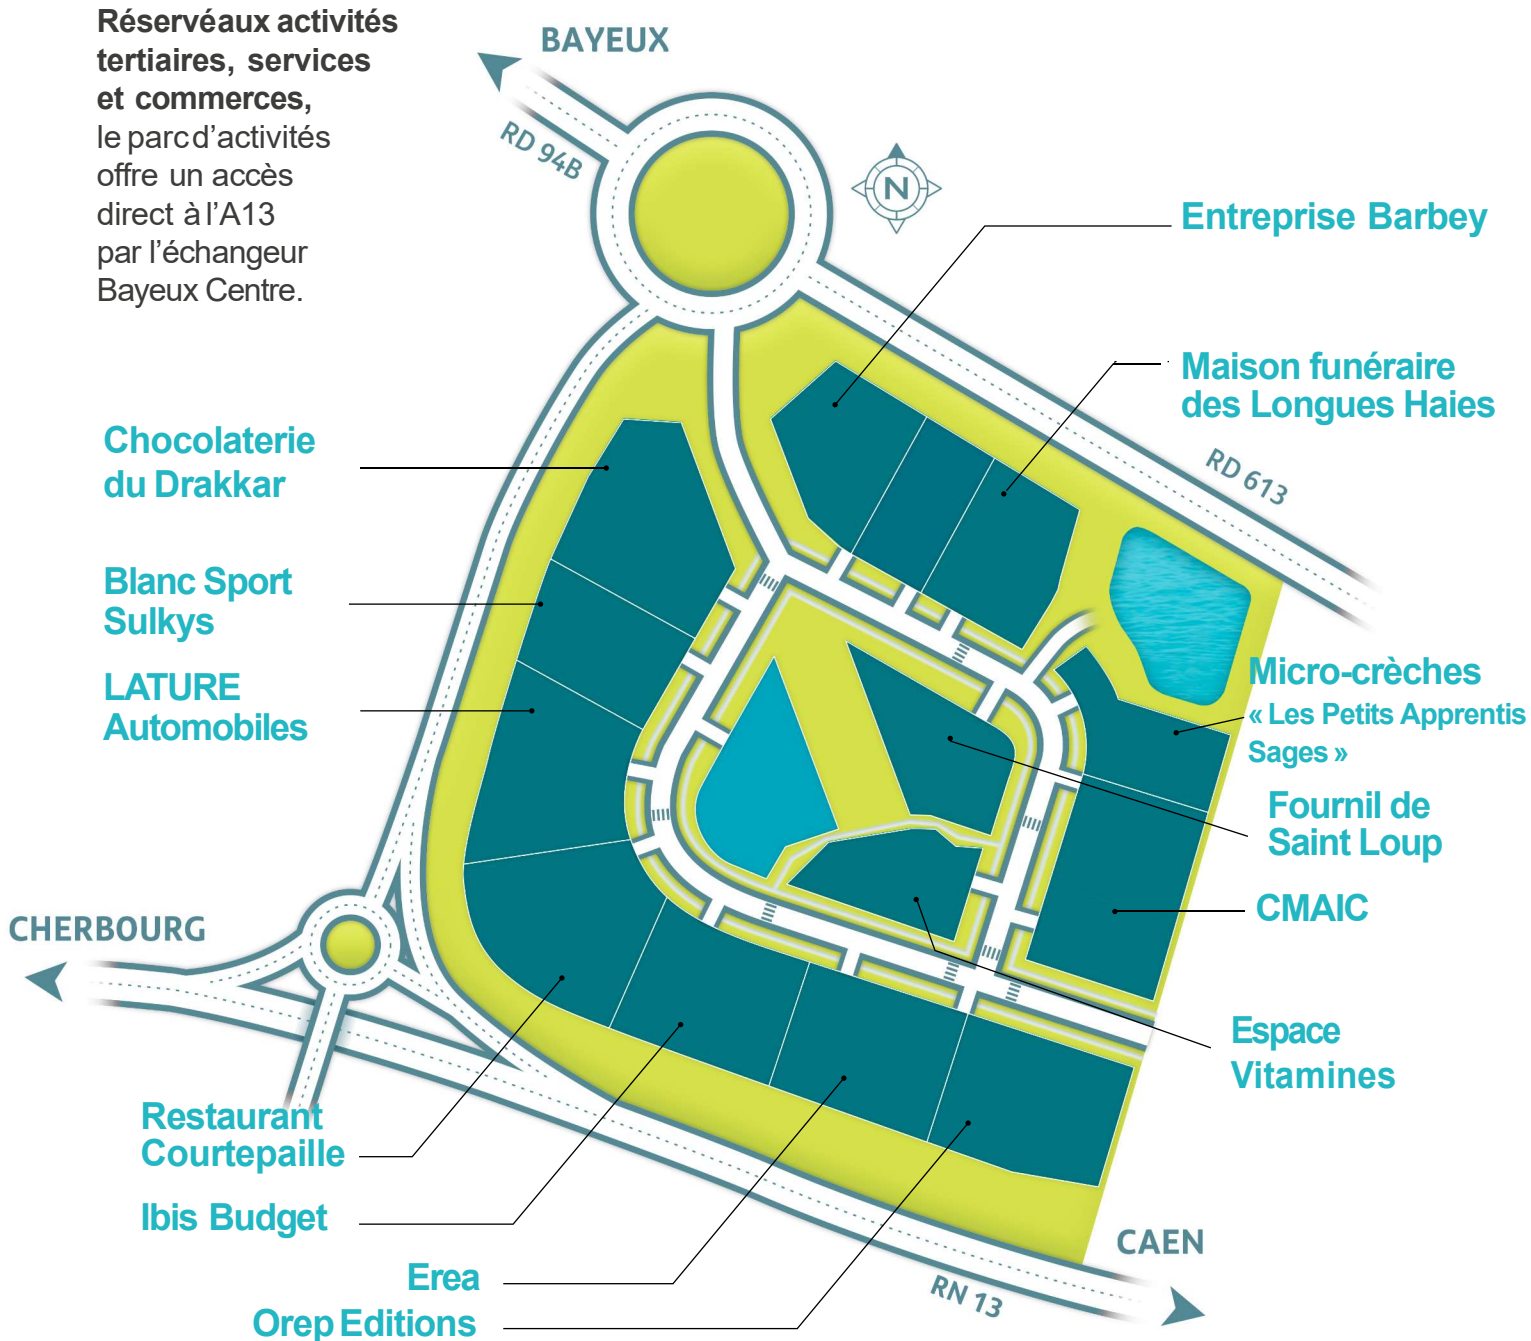 Réservéaux activités
tertiaires, services
et commerces,
le parc d'activités
offre un accès
direct à l'A13
par l'échangeur
Bayeux Centre.
BAYEUX
RD 94B
N
Entreprise Barbey
Maison funéraire
des Longues Haies
RD 613
Chocolaterie
du Drakkar
Blanc Sport
Sulkys
LATURE
Automobiles
Micro-crèches
« Les Petits Apprentis
Sages »
Fournil de
Saint Loup
CMAIC
CHERBOURG
Espace
Vitamines
Restaurant
Courtepaille
Ibis Budget
Erea
Orep Editions
CAEN
RN 13